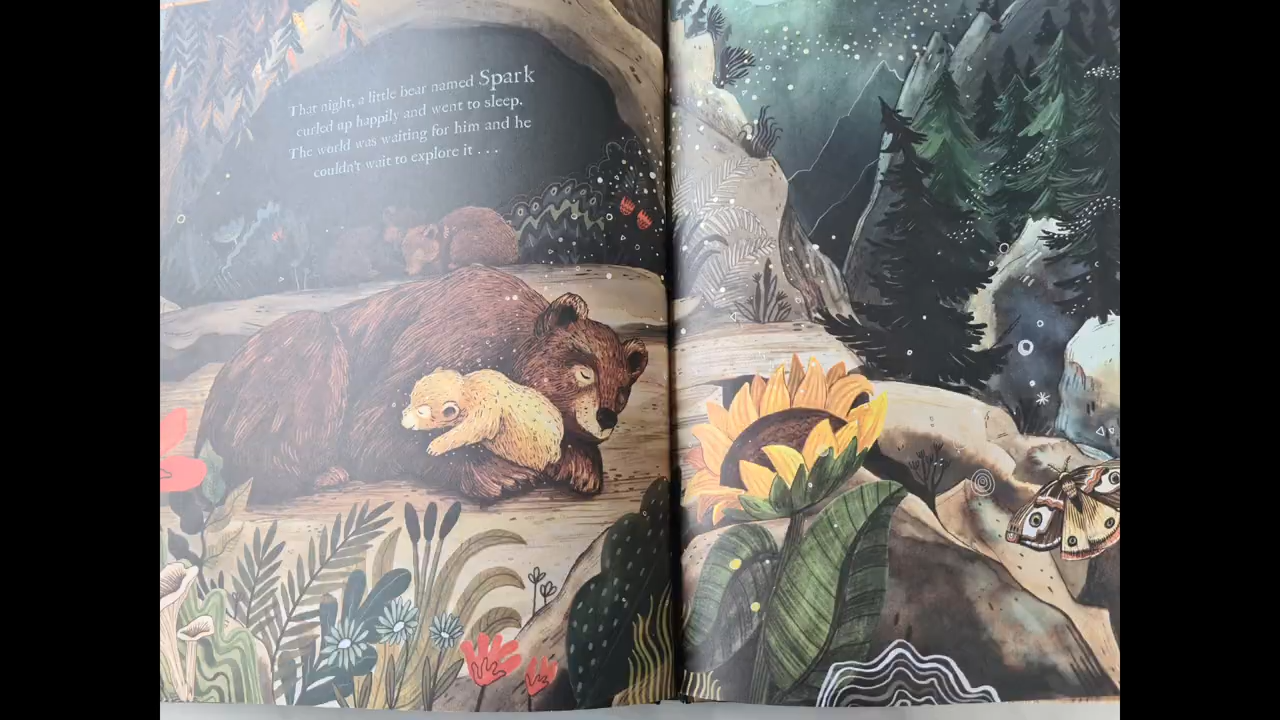 That night, a little bear named Spark
curled up happily and went to sleep.
The world was waiting for him and he
couldn't wait to explore it . . .